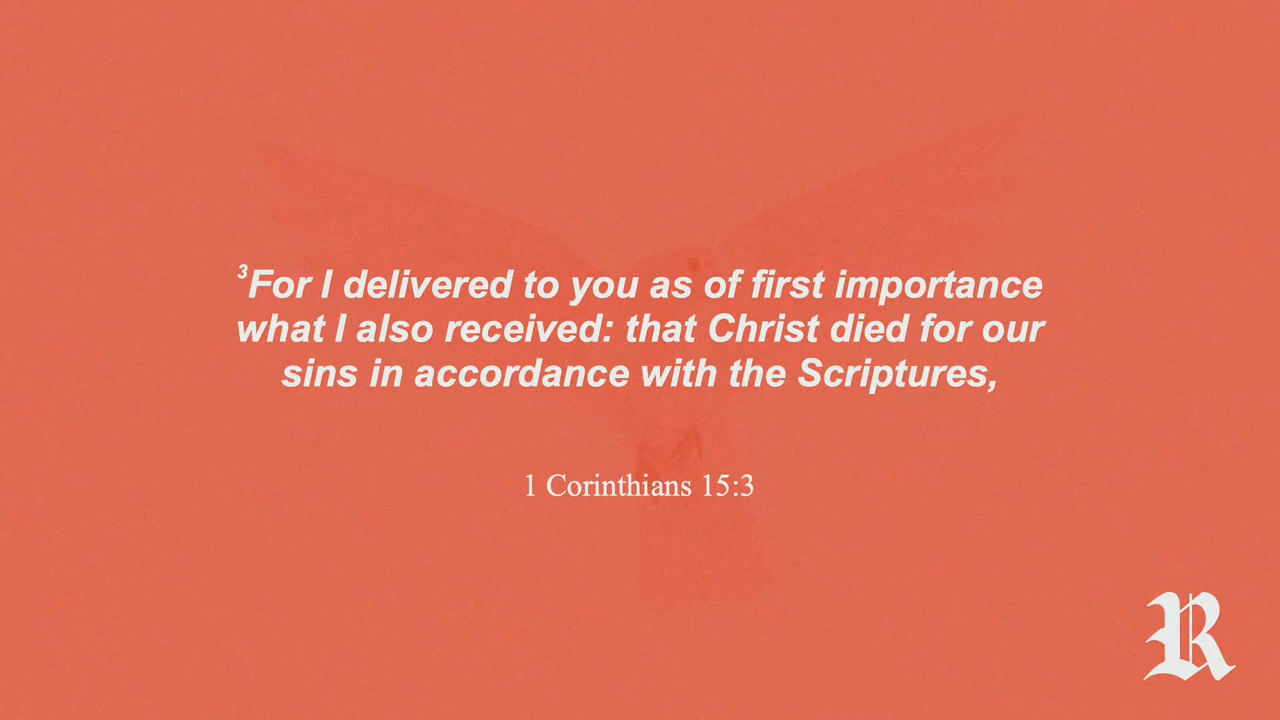 ³For I delivered to you as of first importance
what I also received: that Christ died for our
sins in accordance with the Scriptures,
1 Corinthians 15:3
R